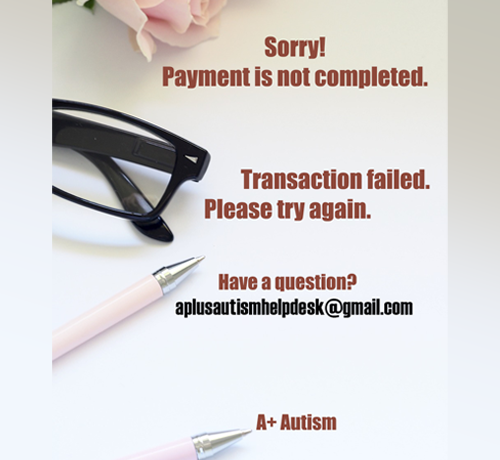 Sorry!
Payment is not completed.
Transaction failed.
Please try again.
Have a question?
aplusautismhelpdesk@gmail.com
A+ Autism